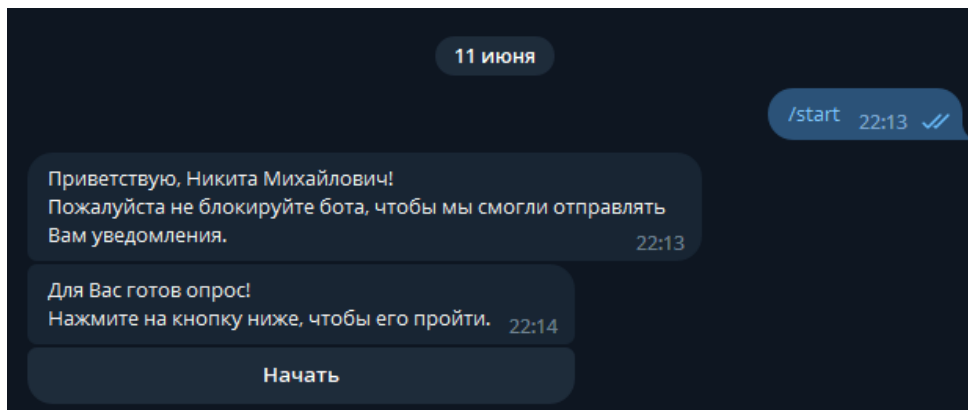 11 июня
/start 22:13
Приветствую, Никита Михайлович!
Пожалуйста не блокируйте бота, чтобы мы смогли отправлять
Вам уведомления. 22:13
Для Вас готов опрос!
Нажмите на кнопку ниже, чтобы его пройти. 22:14
Начать